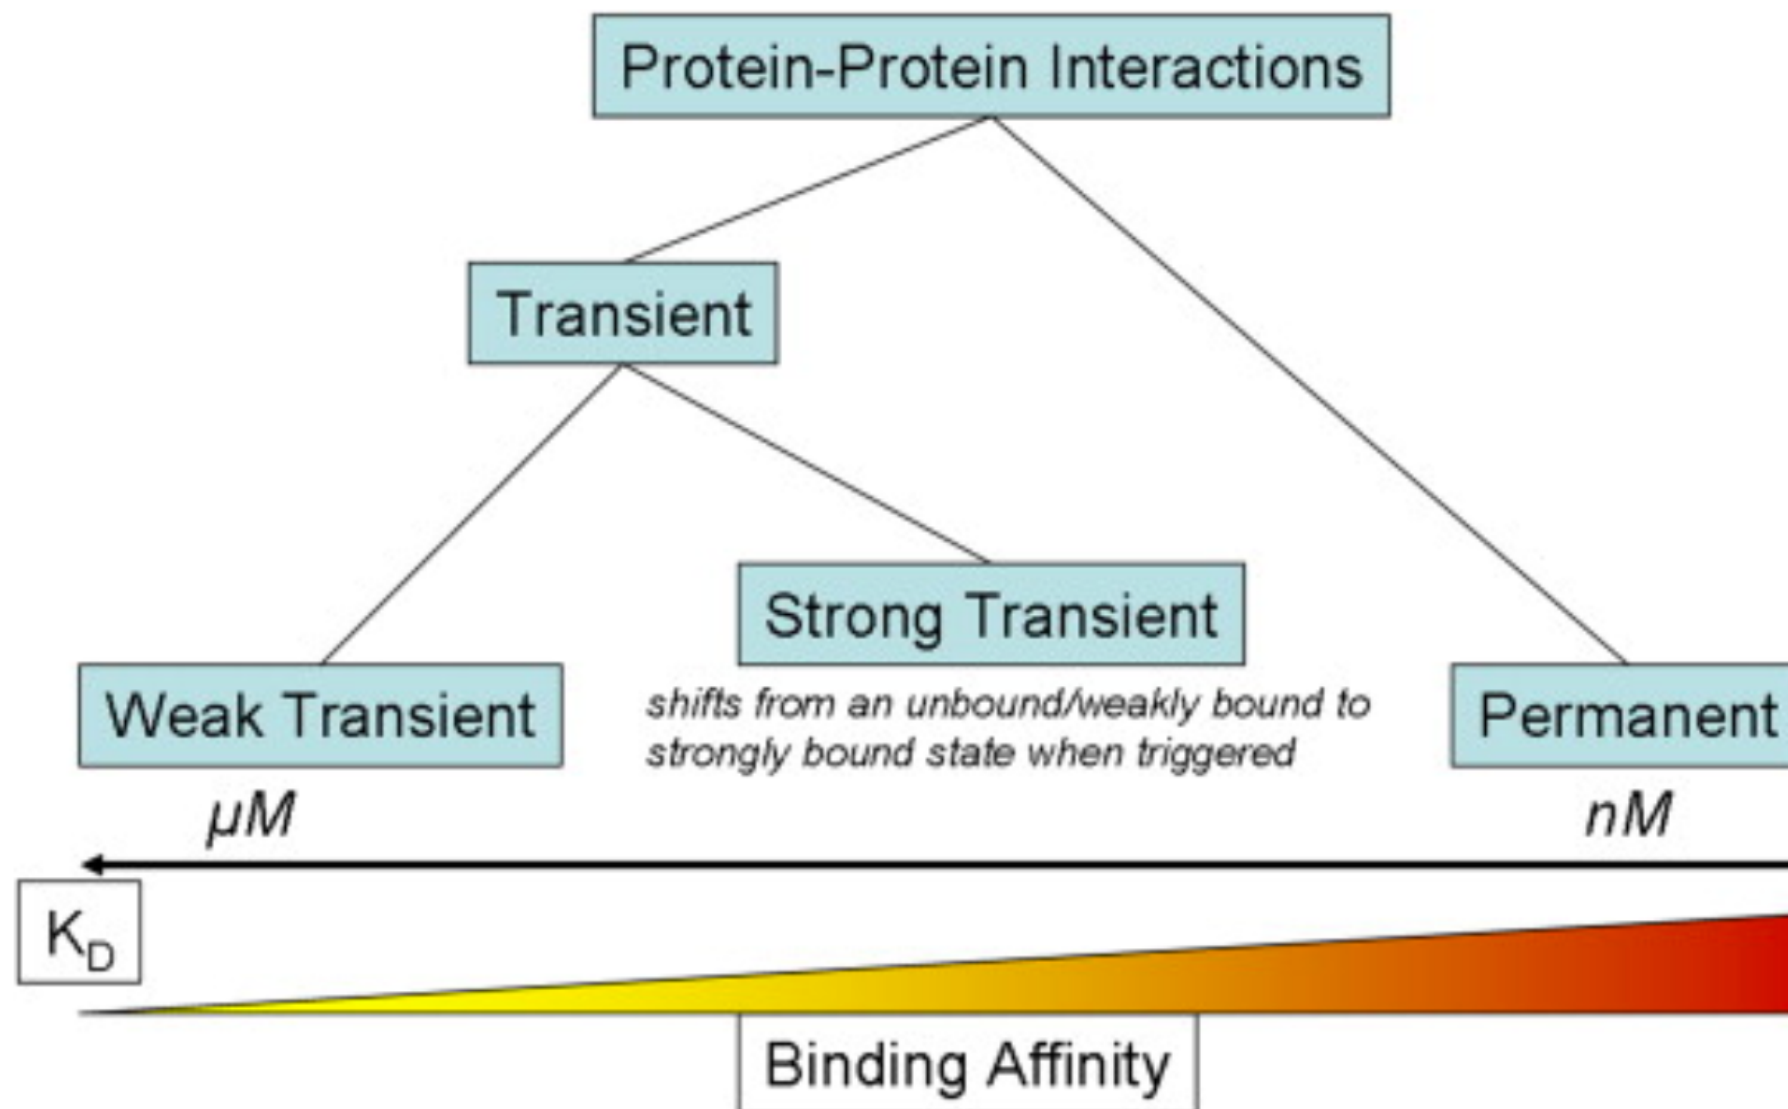 Protein-Protein Interactions
Transient
Strong Transient
Weak Transient
shifts from an unbound/weakly bound to
strongly bound state when triggered
Permanent
µM
nM
K_D
Binding Affinity